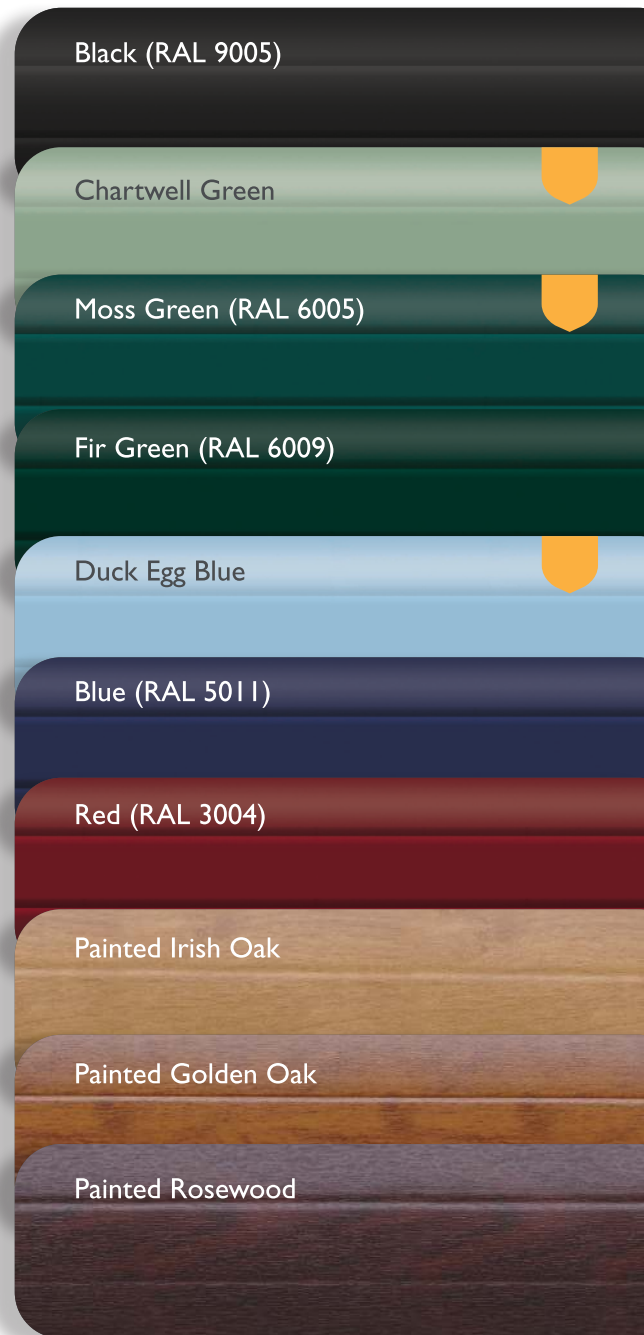 Black (RAL 9005)
Chartwell Green
Moss Green (RAL 6005)
Fir Green (RAL 6009)
Duck Egg Blue
Blue (RAL 5011)
Red (RAL 3004)
Painted Irish Oak
Painted Golden Oak
Painted Rosewood